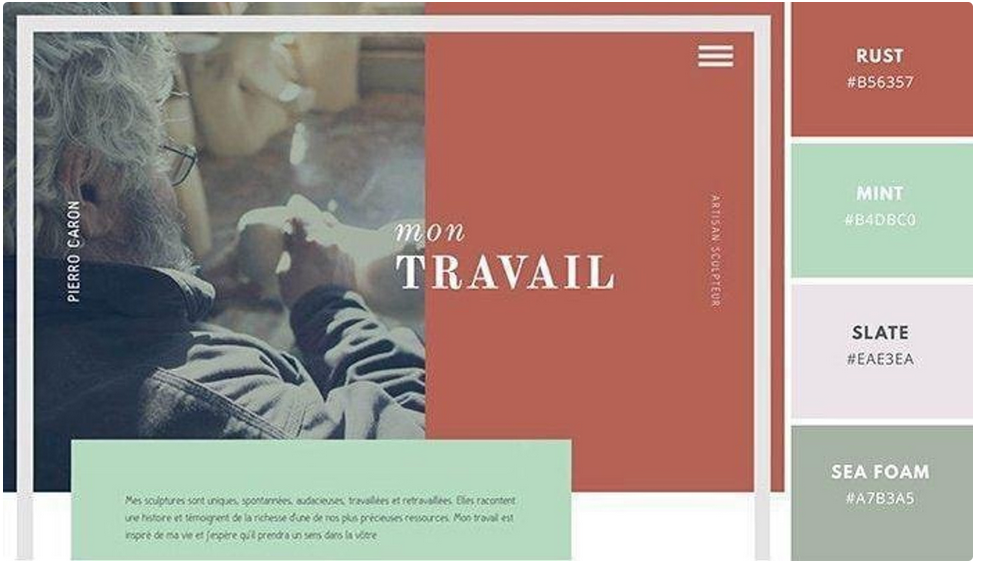 PIERRO CARON
mon
TRAVAIL
ARTISAN SCULPTEUR
Mes sculptures sont uniques, spontannées, audacieuses, travaillées et retravaillées. Elles racontent
une histoire et témoignent de la richesse d'une de nos plus précieuses ressources. Mon travail est
inspiré de ma vie et j'espère qu'il prendra un sens dans la vôtre
RUST
#B56357
MINT
#B4DBC0
SLATE
#EAE3EA
SEA FOAM
#A7B3A5